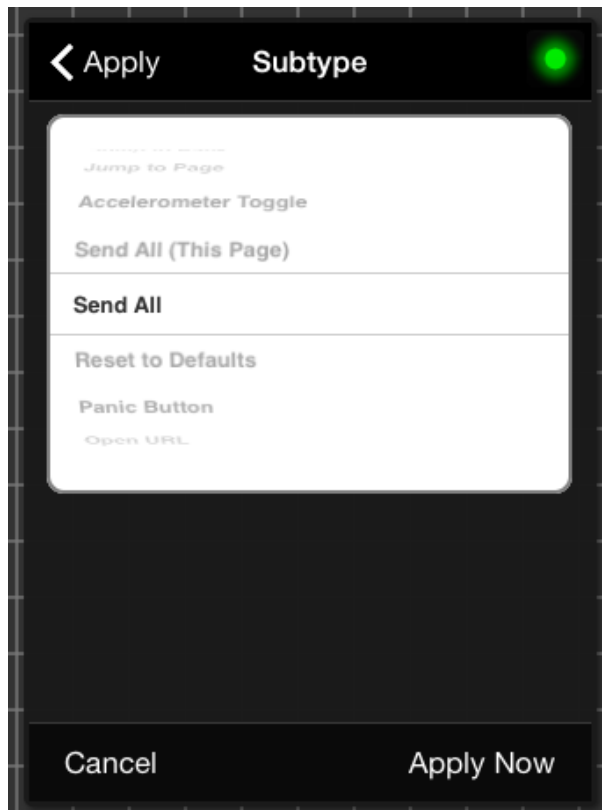 Apply
Subtype
Jump to Page
Accelerometer Toggle
Send All (This Page)
Send All
Reset to Defaults
Panic Button
Open URL
Cancel
Apply Now